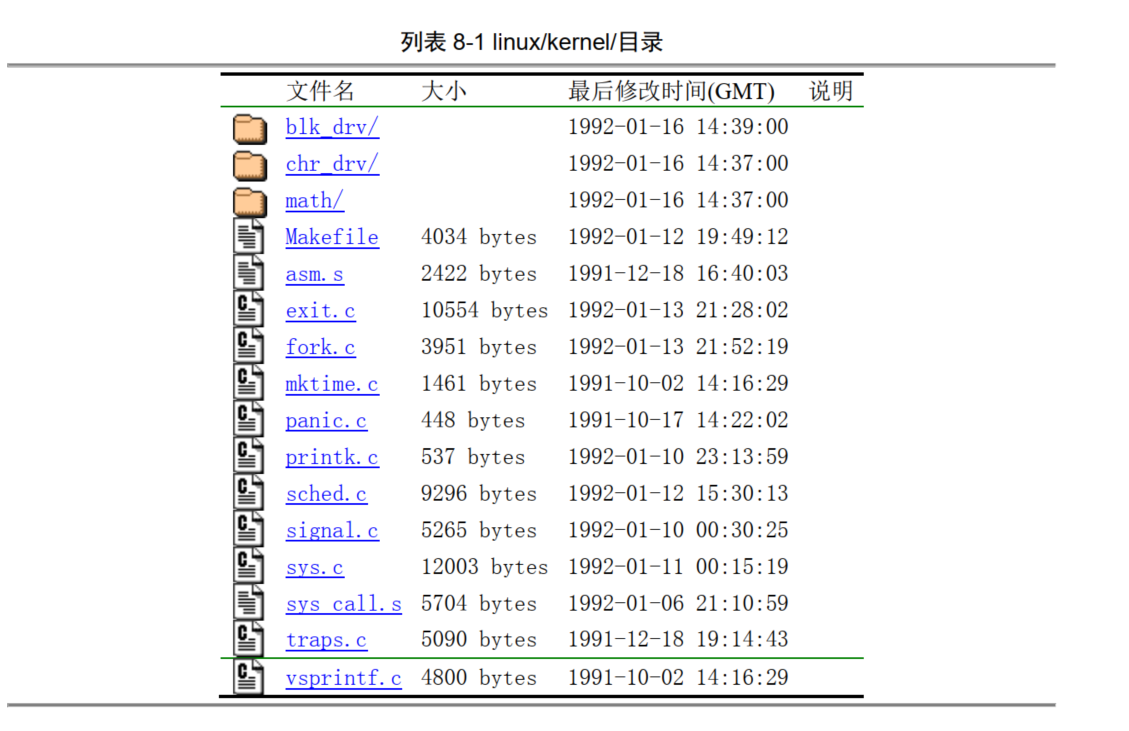 列表 8-1 linux/kernel/目录
文件名 大小 最后修改时间(GMT) 说明
blk_drv/ 1992-01-16 14:39:00
chr_drv/ 1992-01-16 14:37:00
math/ 1992-01-16 14:37:00
Makefile 4034 bytes 1992-01-12 19:49:12
asm.s 2422 bytes 1991-12-18 16:40:03
exit.c 10554 bytes 1992-01-13 21:28:02
fork.c 3951 bytes 1992-01-13 21:52:19
mktime.c 1461 bytes 1991-10-02 14:16:29
panic.c 448 bytes 1991-10-17 14:22:02
printk.c 537 bytes 1992-01-10 23:13:59
sched.c 9296 bytes 1992-01-12 15:30:13
signal.c 5265 bytes 1992-01-10 00:30:25
sys.c 12003 bytes 1992-01-11 00:15:19
sys_call.s 5704 bytes 1992-01-06 21:10:59
traps.c 5090 bytes 1991-12-18 19:14:43
vsprintf.c 4800 bytes 1991-10-02 14:16:29